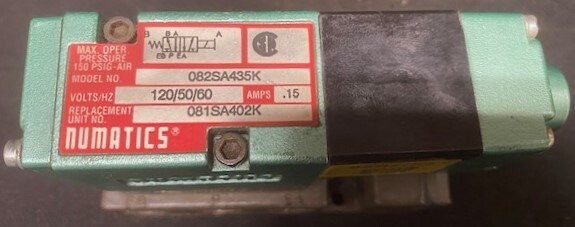 B B A A
MAX. OPER.
PRESSURE
150 PSIG-AIR
EB P EA
MODEL NO. 082SA435K
VOLTS/HZ 120/50/60 AMPS .15
REPLACEMENT
UNIT NO. 081SA402K
NUMATICS®
NUMATICS